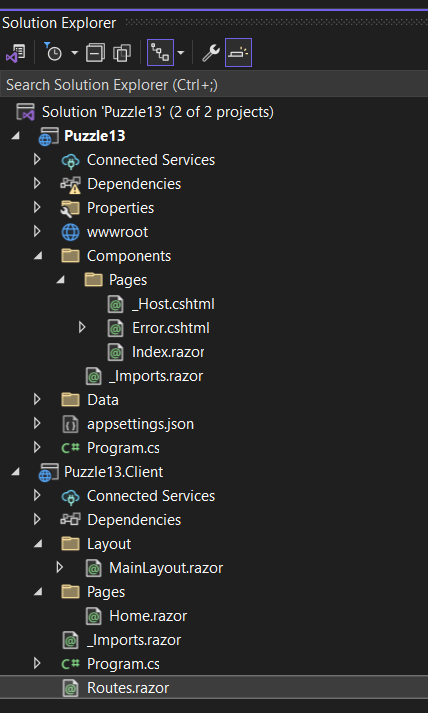 Solution Explorer
Search Solution Explorer (Ctrl+;)
Solution 'Puzzle13' (2 of 2 projects)
Puzzle13
Connected Services
Dependencies
Properties
wwwroot
Components
Pages
_Host.cshtml
Error.cshtml
Index.razor
_Imports.razor
Data
appsettings.json
C# Program.cs
Puzzle13.Client
Connected Services
Dependencies
Layout
MainLayout.razor
Pages
Home.razor
_Imports.razor
C# Program.cs
Routes.razor